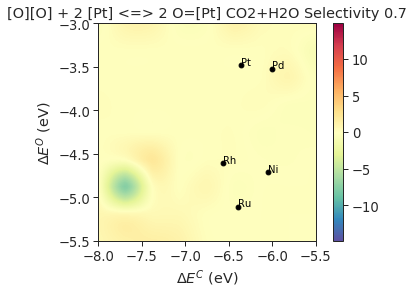 [O][O] + 2 [Pt] <=> 2 O=[Pt] CO2+H2O Selectivity 0.7
−3.0
−3.5
−4.0
−4.5
−5.0
−5.5
ΔE^O (eV)
Pt
Pd
Rh
Ni
Ru
−8.0 −7.5 −7.0 −6.5 −6.0 −5.5
ΔE^C (eV)
10
5
0
−5
−10